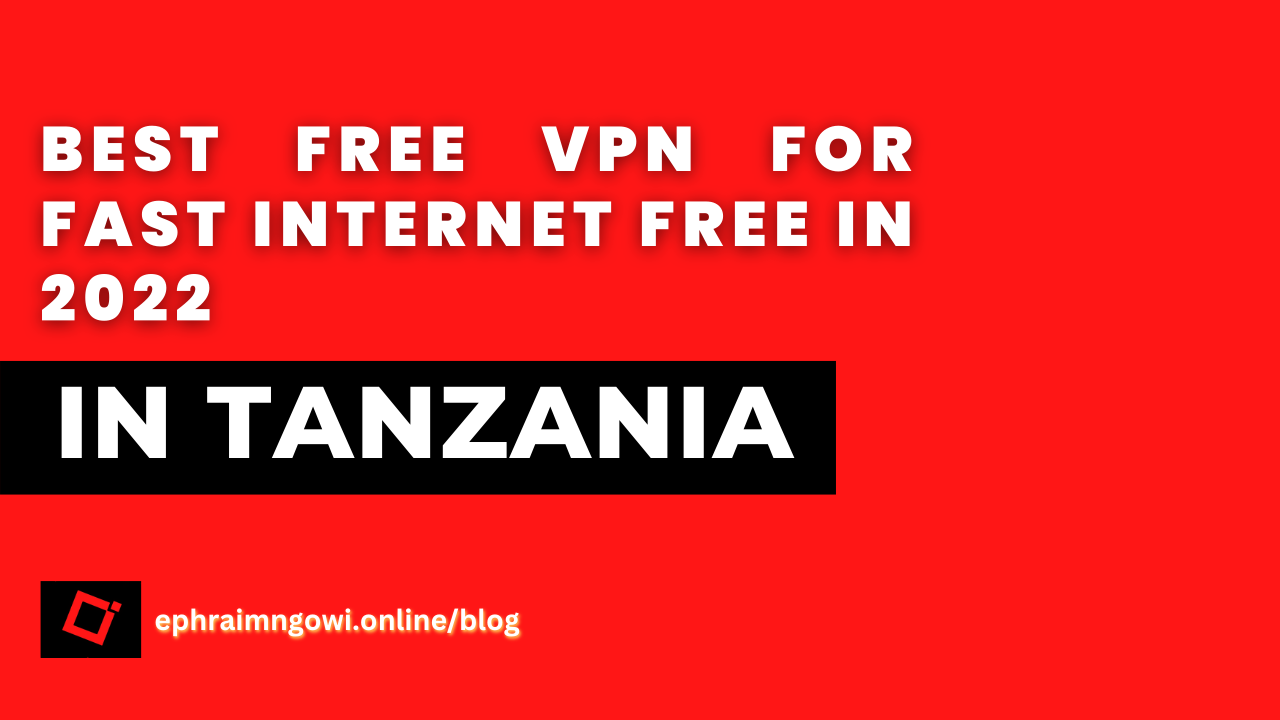 BEST FREE VPN FOR
FAST INTERNET FREE IN
2022
IN TANZANIA
ephraimngowi.online/blog